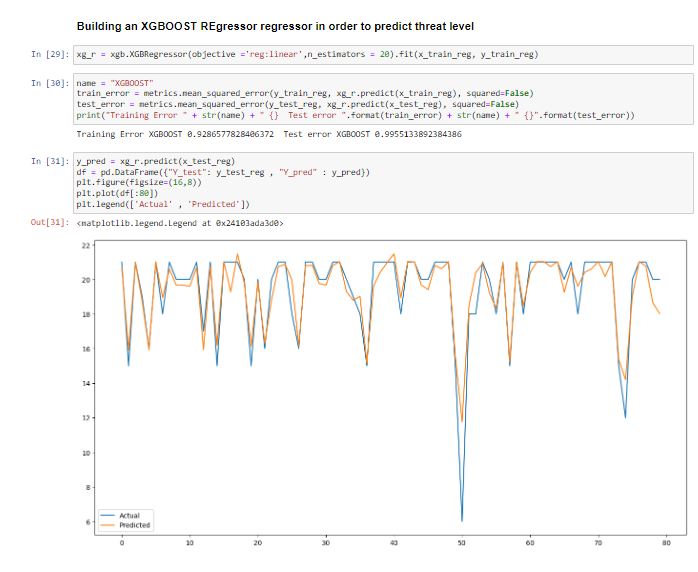 Building an XGBOOST REgressor regressor in order to predict threat level
In [29]: xg_r = xgb.XGBRegressor(objective ='reg:linear',n_estimators = 20).fit(x_train_reg, y_train_reg)
In [30]: name = "XGBOOST"
train_error = metrics.mean_squared_error(y_train_reg, xg_r.predict(x_train_reg), squared=False)
test_error = metrics.mean_squared_error(y_test_reg, xg_r.predict(x_test_reg), squared=False)
print("Training Error " + str(name) + " {}  Test error ".format(train_error) + str(name) + " {}".format(test_error))
Training Error XGBOOST 0.9286577828406372  Test error XGBOOST 0.9955133892384386
In [31]: y_pred = xg_r.predict(x_test_reg)
df = pd.DataFrame({"Y_test": y_test_reg , "Y_pred" : y_pred})
plt.figure(figsize=(16,8))
plt.plot(df[:80])
plt.legend(['Actual' , 'Predicted'])
Out[31]: <matplotlib.legend.Legend at 0x24103ada3d0>
22
20
18
16
14
12
10
8
6
Actual
Predicted
0 10 20 30 40 50 60 70 80